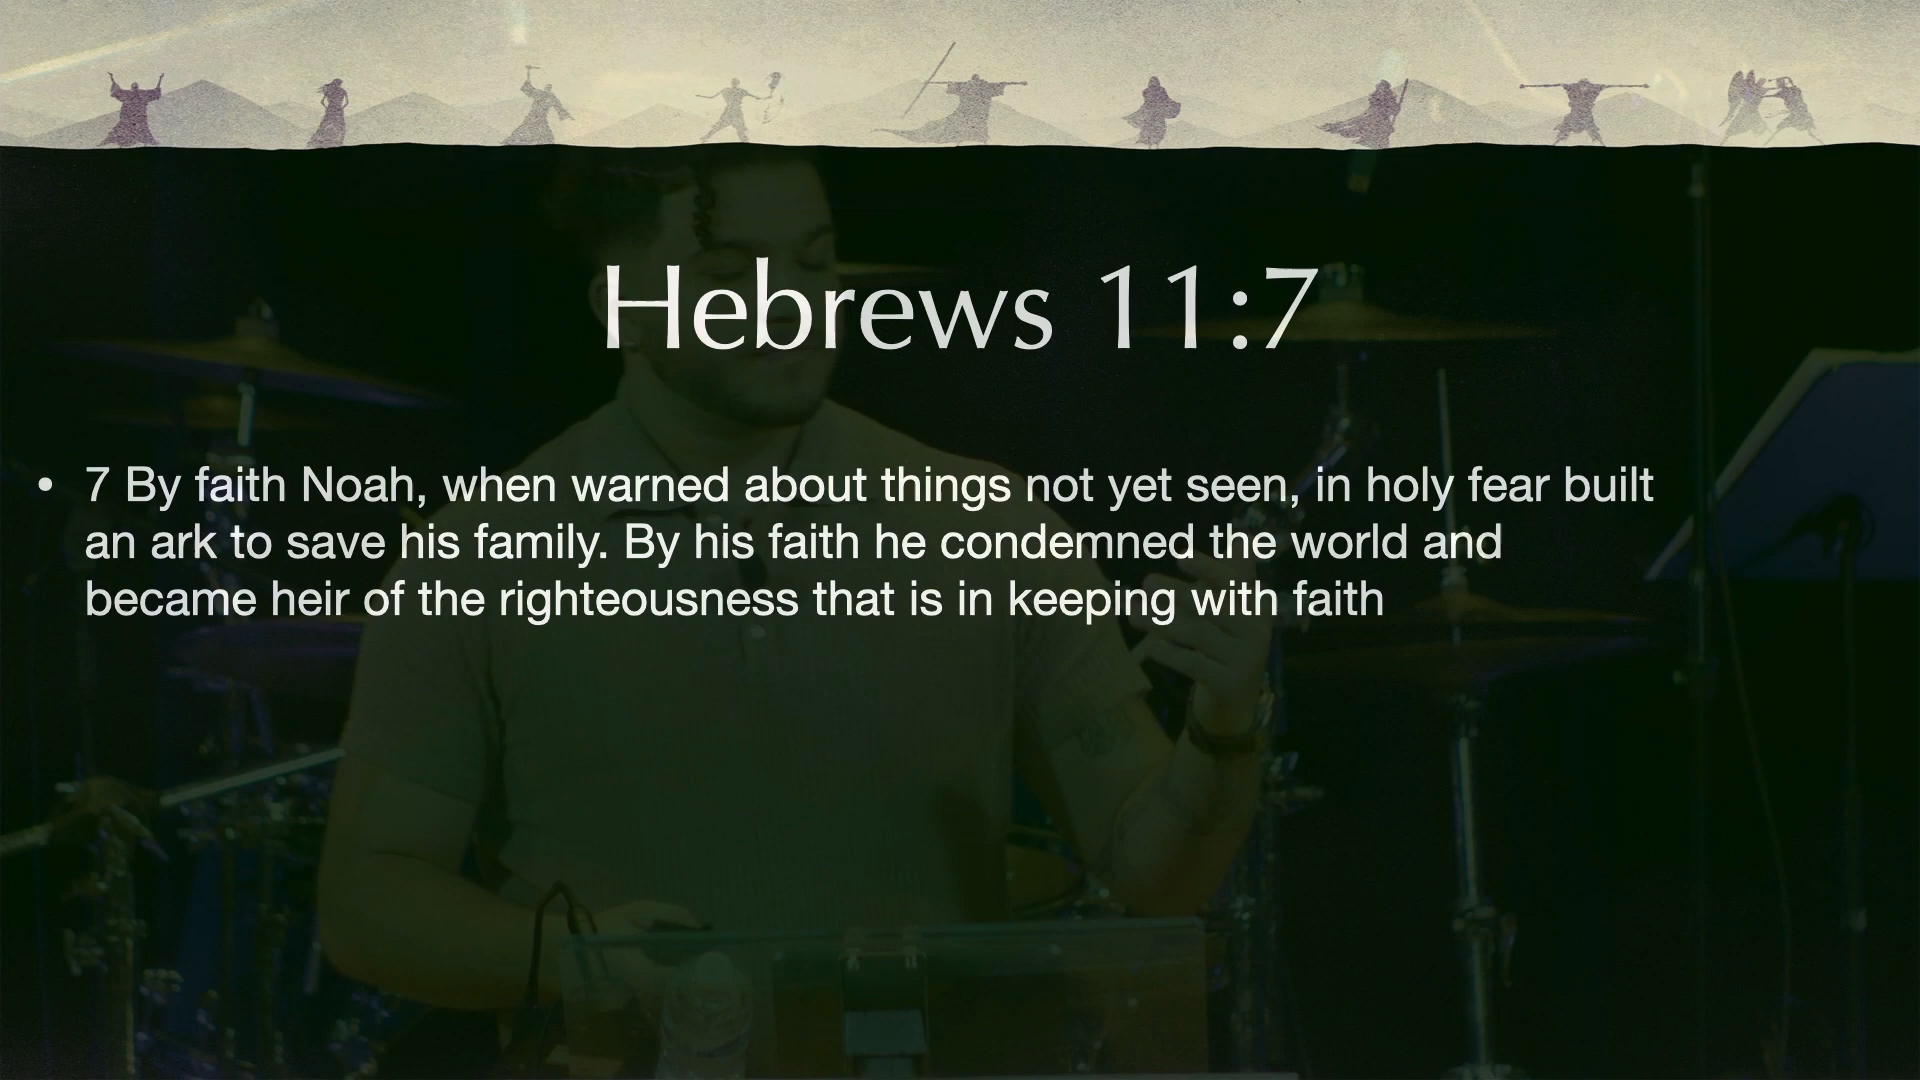 Hebrews 11:7
• 7 By faith Noah, when warned about things not yet seen, in holy fear built
an ark to save his family. By his faith he condemned the world and
became heir of the righteousness that is in keeping with faith